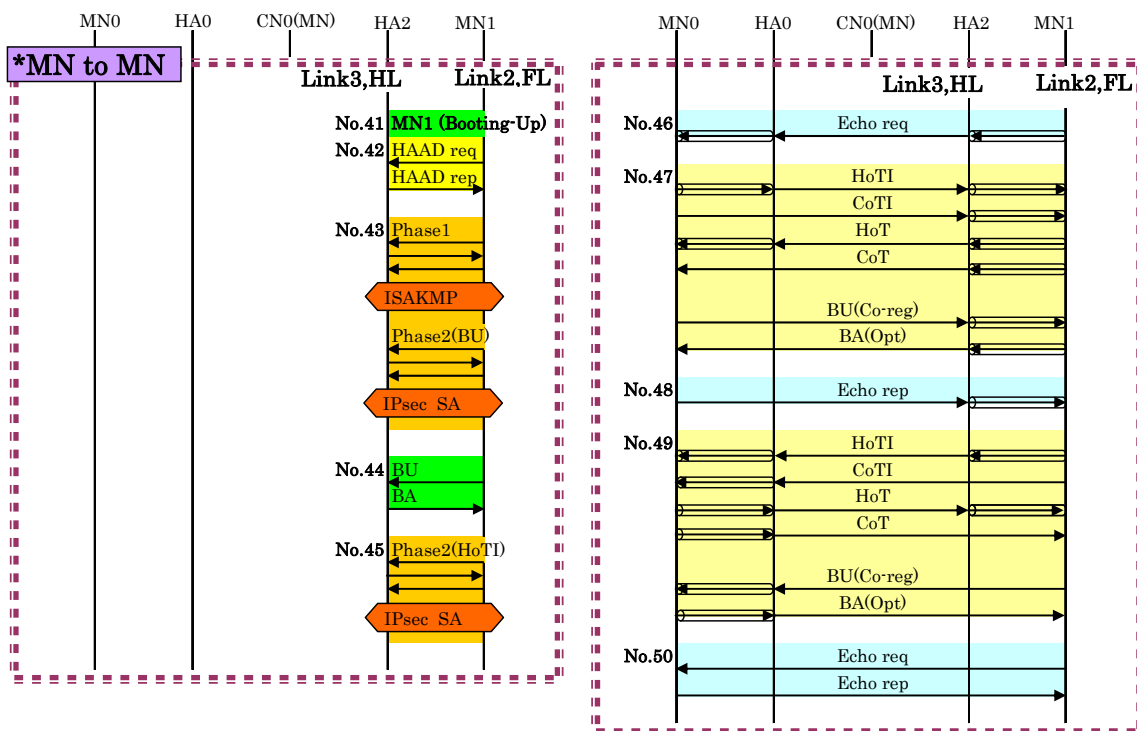 MN0 HA0 CN0(MN) HA2 MN1
*MN to MN
Link3,HL Link2,FL
No.41 MN1 (Booting-Up)
No.42 HAAD req
HAAD rep
No.43 Phase1
ISAKMP
Phase2(BU)
IPsec SA
No.44 BU
BA
No.45 Phase2(HoTI)
IPsec SA
MN0 HA0 CN0(MN) HA2 MN1
Link3,HL Link2,FL
No.46 Echo req
No.47 HoTI
CoTI
HoT
CoT
BU(Co-reg)
BA(Opt)
No.48 Echo rep
No.49 HoTI
CoTI
HoT
CoT
BU(Co-reg)
BA(Opt)
No.50 Echo req
Echo rep